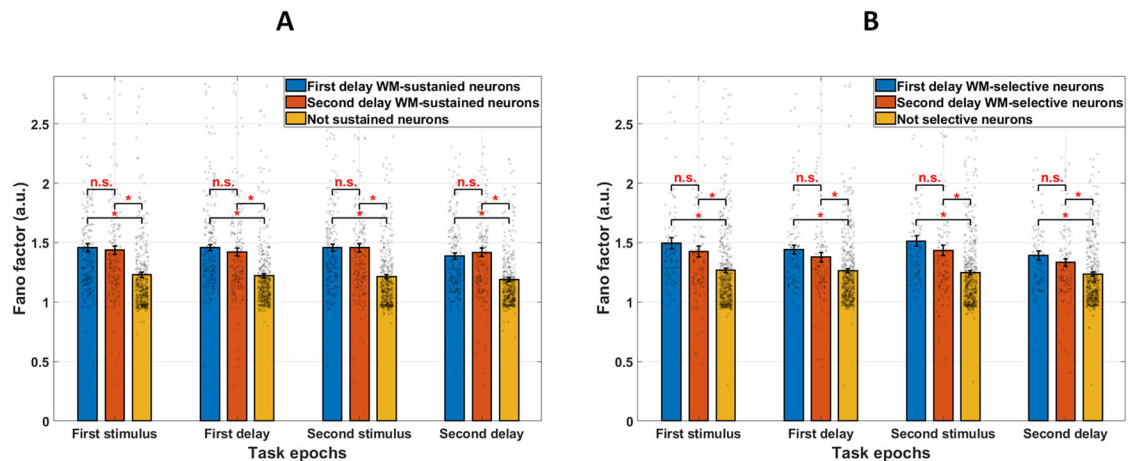 A
First delay WM-sustanied neurons
Second delay WM-sustained neurons
Not sustained neurons
Fano factor (a.u.)
2.5
2
1.5
1
0.5
0
n.s.
*
*
n.s.
*
*
n.s.
*
*
n.s.
*
*
First stimulus
First delay
Second stimulus
Second delay
Task epochs
B
First delay WM-selective neurons
Second delay WM-selective neurons
Not selective neurons
Fano factor (a.u.)
2.5
2
1.5
1
0.5
0
n.s.
*
*
n.s.
*
*
n.s.
*
*
n.s.
*
*
First stimulus
First delay
Second stimulus
Second delay
Task epochs